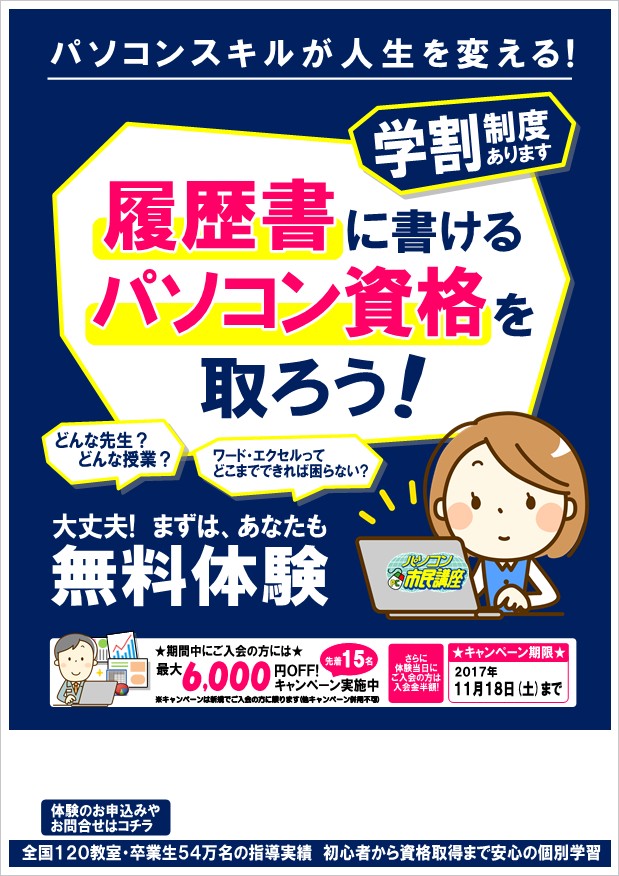 パソコンスキルが人生を変える!
学割制度
あります
履歴書に書ける
パソコン資格を
取ろう!
どんな先生?
どんな授業?
ワード・エクセルって
どこまでできれば困らない?
大丈夫! まずは、あなたも
無料体験
パソコン
市民講座
★期間中にご入会の方には★
最大6,000円OFF!
キャンペーン実施中
先着15名
※キャンペーンは新規でご入会の方に限ります(他キャンペーン併用不可)
さらに
体験当日に
ご入会の方は
入会金半額!
★キャンペーン期限★
2017年
11月18日(土)まで
体験のお申込みや
お問合せはコチラ
全国120教室・卒業生54万名の指導実績 初心者から資格取得まで安心の個別学習